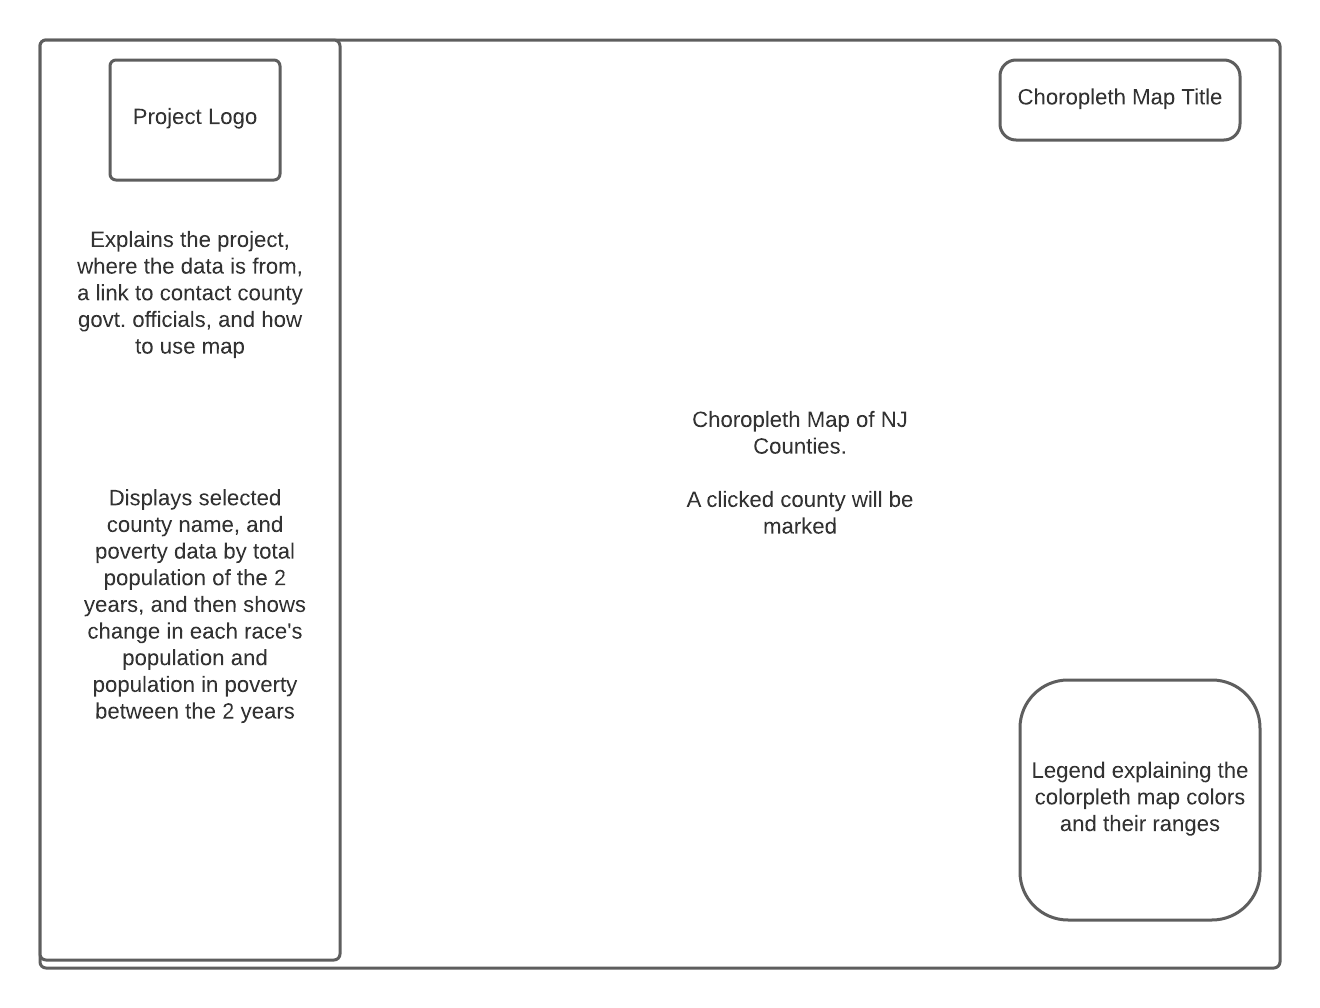 Project Logo
Explains the project,
where the data is from,
a link to contact county
govt. officials, and how
to use map
Displays selected
county name, and
poverty data by total
population of the 2
years, and then shows
change in each race's
population and
population in poverty
between the 2 years
Choropleth Map Title
Choropleth Map of NJ
Counties.
A clicked county will be
marked
Legend explaining the
colorpleth map colors
and their ranges